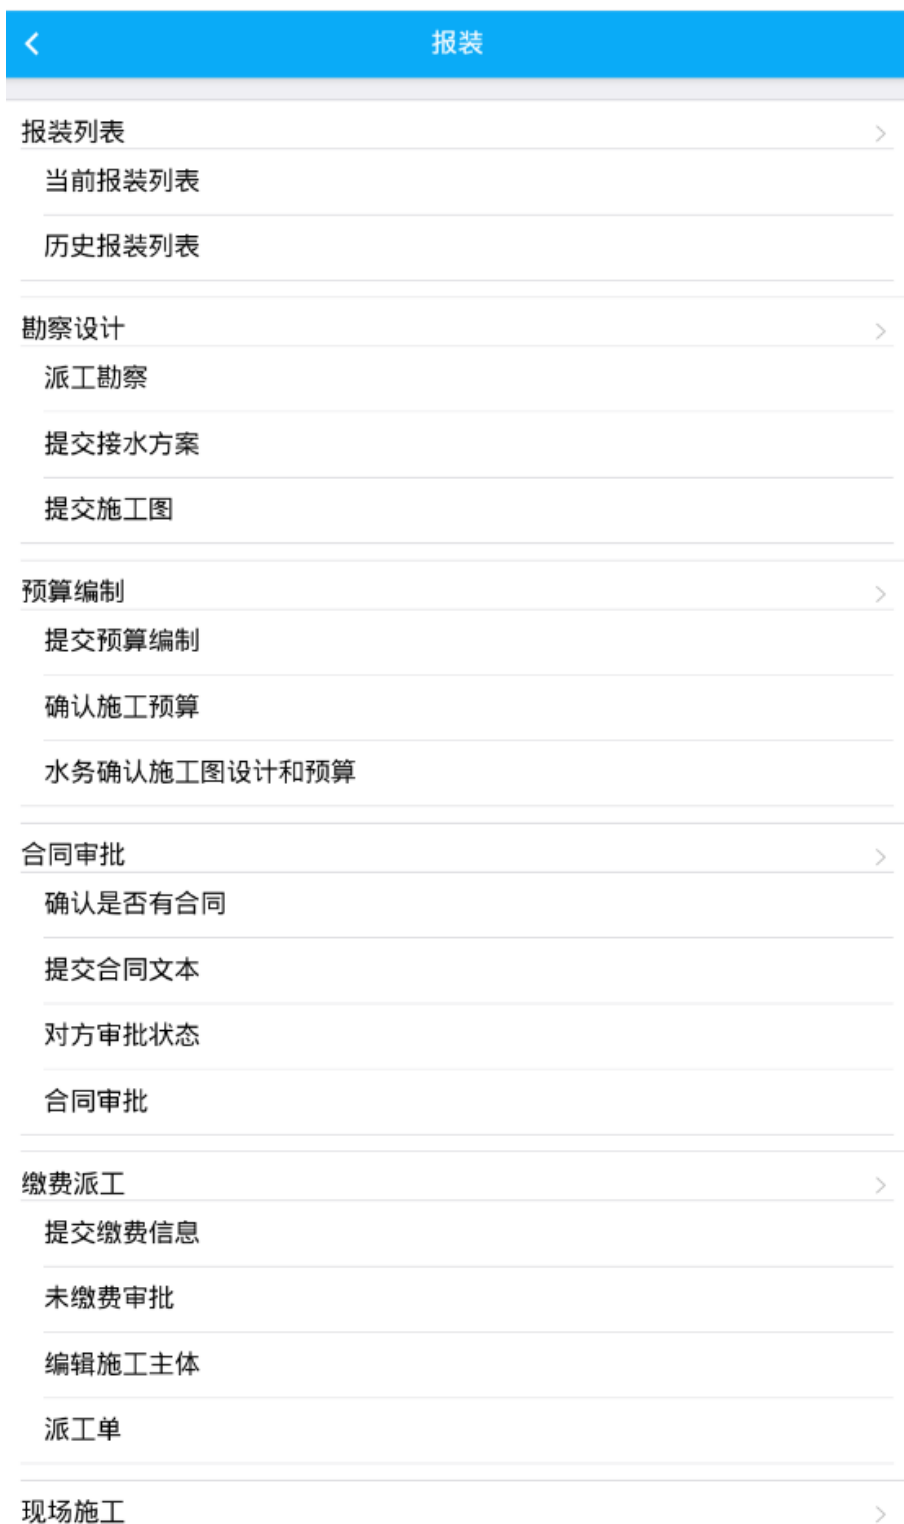 报装
报装列表
当前报装列表
历史报装列表
勘察设计
派工勘察
提交接水方案
提交施工图
预算编制
提交预算编制
确认施工预算
水务确认施工图设计和预算
合同审批
确认是否有合同
提交合同文本
对方审批状态
合同审批
缴费派工
提交缴费信息
未缴费审批
编辑施工主体
派工单
现场施工